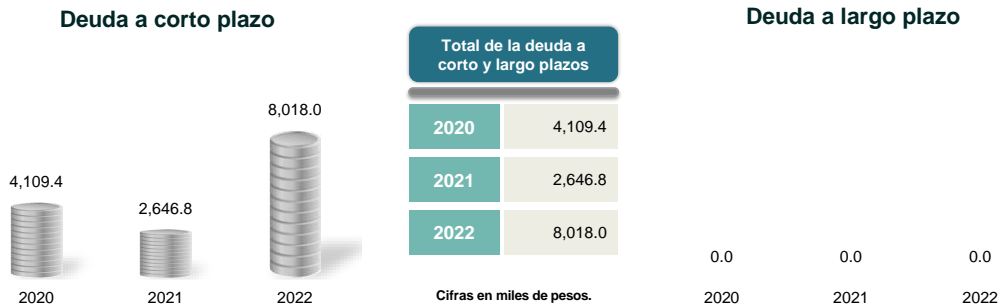 Deuda a corto plazo
8,018.0
4,109.4
2,646.8
2020 2021 2022
Total de la deuda a
corto y largo plazos
2020 4,109.4
2021 2,646.8
2022 8,018.0
Cifras en miles de pesos.
Deuda a largo plazo
0.0 0.0 0.0
2020 2021 2022